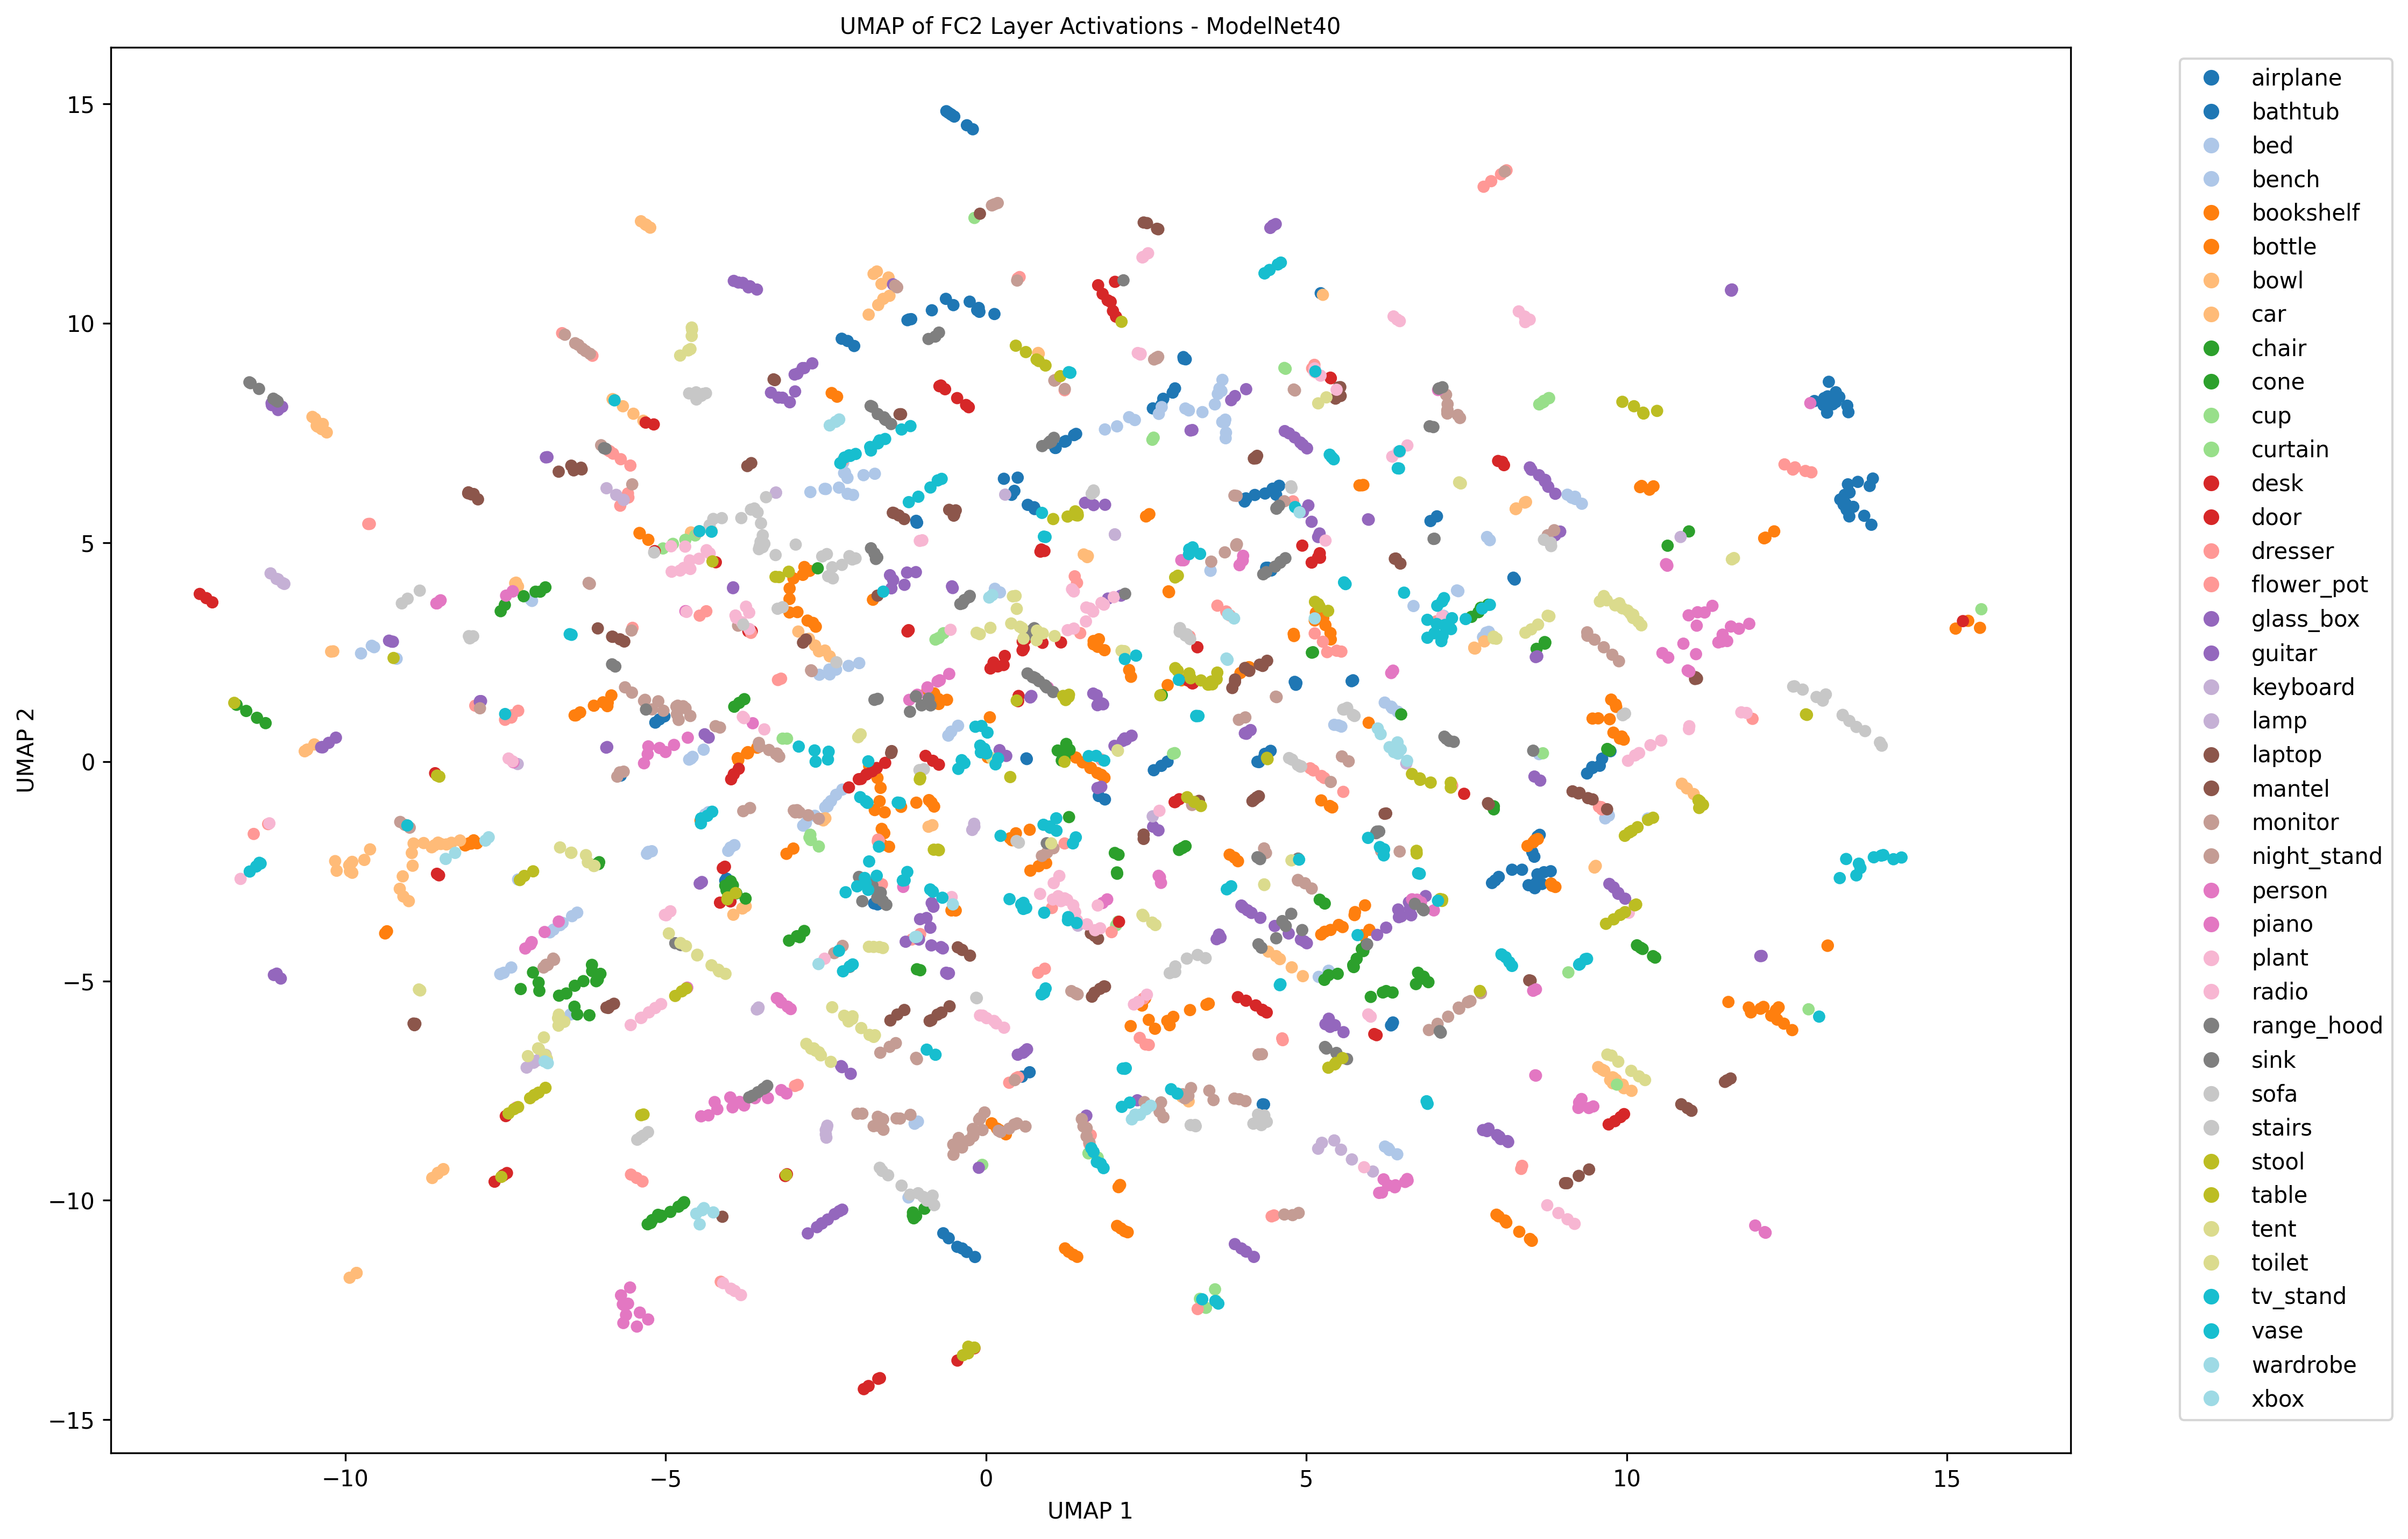 UMAP of FC2 Layer Activations - ModelNet40
15
10
5
0
−5
−10
−15
UMAP 2
−10
−5
0
5
10
15
UMAP 1
airplane
bathtub
bed
bench
bookshelf
bottle
bowl
car
chair
cone
cup
curtain
desk
door
dresser
flower_pot
glass_box
guitar
keyboard
lamp
laptop
mantel
monitor
night_stand
person
piano
plant
radio
range_hood
sink
sofa
stairs
stool
table
tent
toilet
tv_stand
vase
wardrobe
xbox